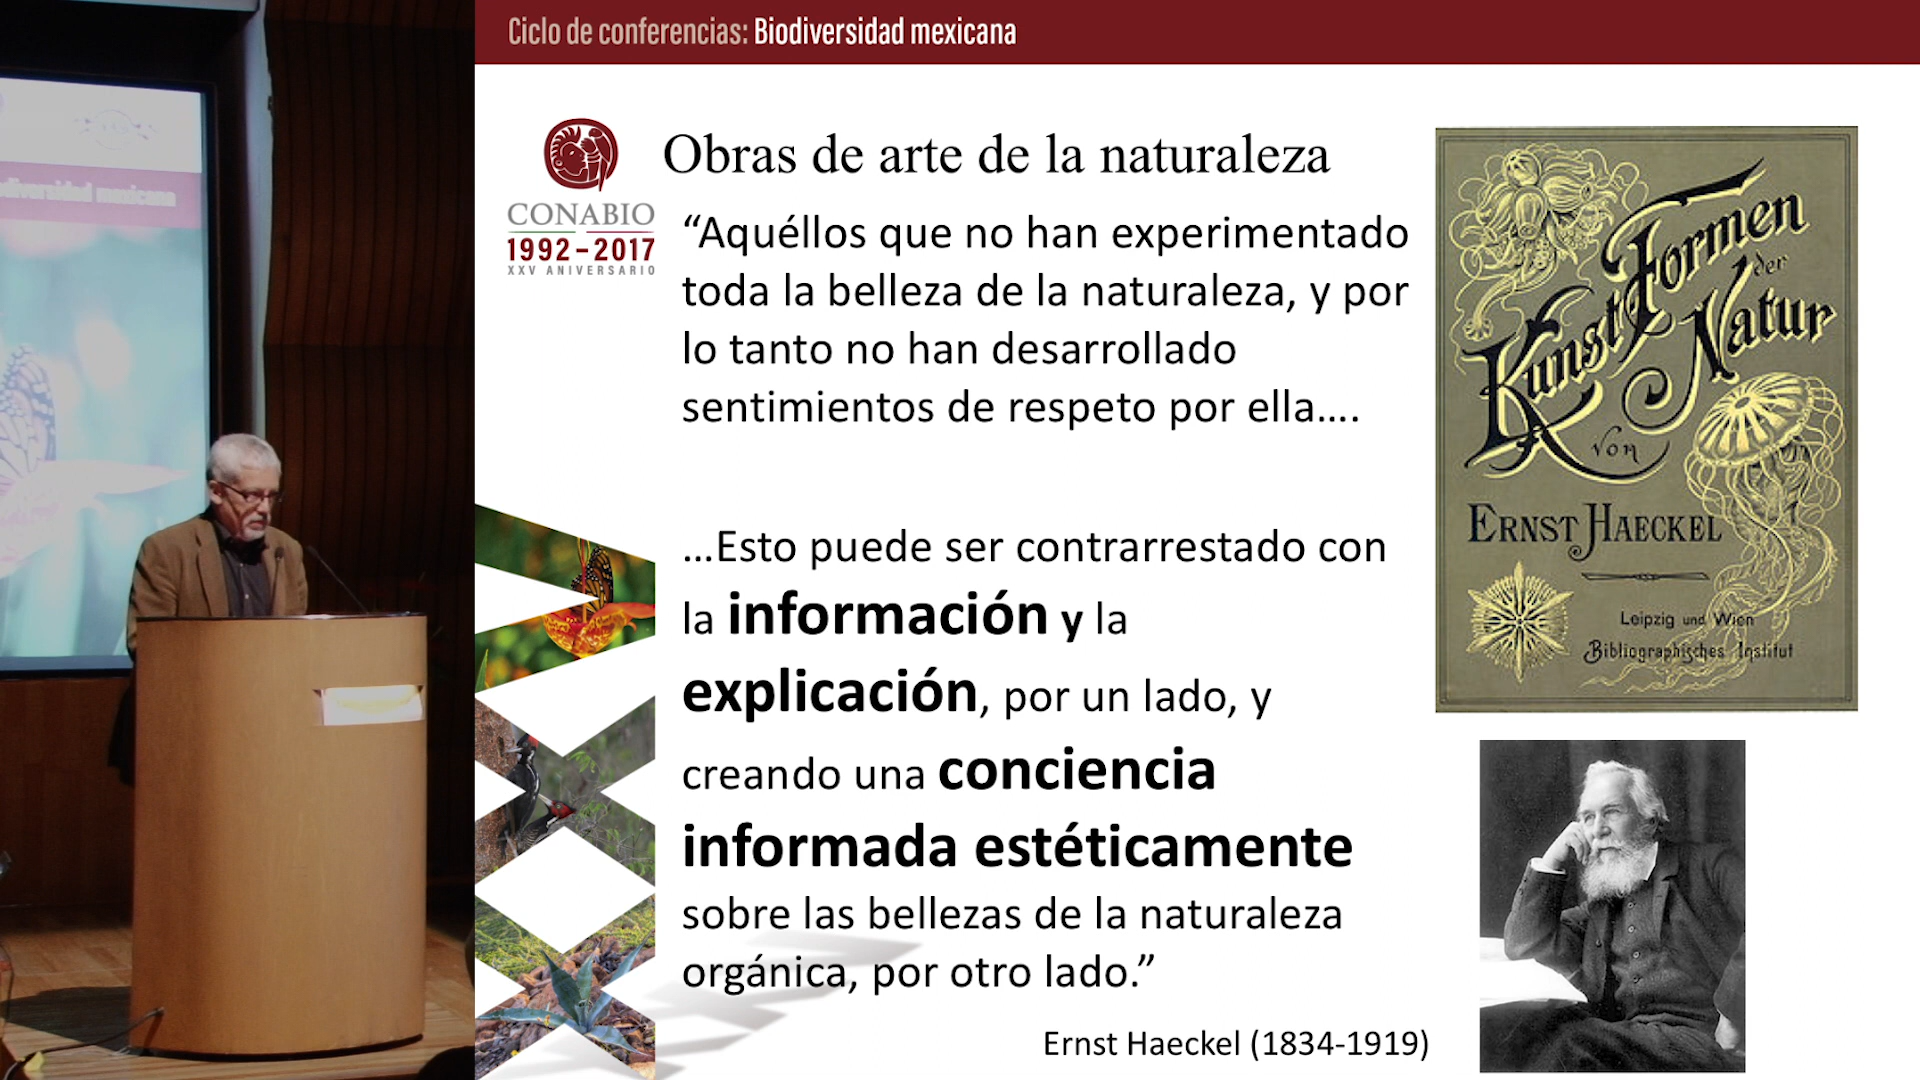 Ciclo de conferencias: Biodiversidad mexicana
diversidad mexicana
CONABIO
1992-2017
XXV ANIVERSARIO
Obras de arte de la naturaleza
“Aquéllos que no han experimentado
toda la belleza de la naturaleza, y por
lo tanto no han desarrollado
sentimientos de respeto por ella….
…Esto puede ser contrarrestado con
la información y la
explicación, por un lado, y
creando una conciencia
informada estéticamente
sobre las bellezas de la naturaleza
orgánica, por otro lado.”
Ernst Haeckel (1834-1919)
Kunst Formen
der
Natur
von
ERNST HAECKEL
Leipzig und Wien
Bibliographisches Institut